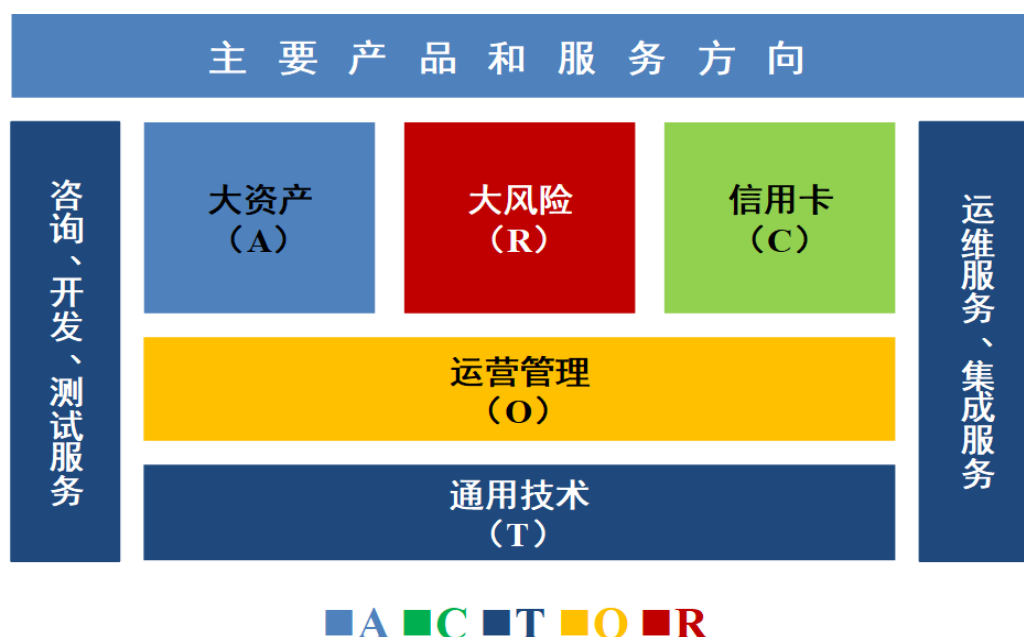 主要产品和服务方向
咨询、开发、测试服务
大资产
（A）
大风险
（R）
信用卡
（C）
运营管理
（O）
通用技术
（T）
运维服务、集成服务
A C T O R